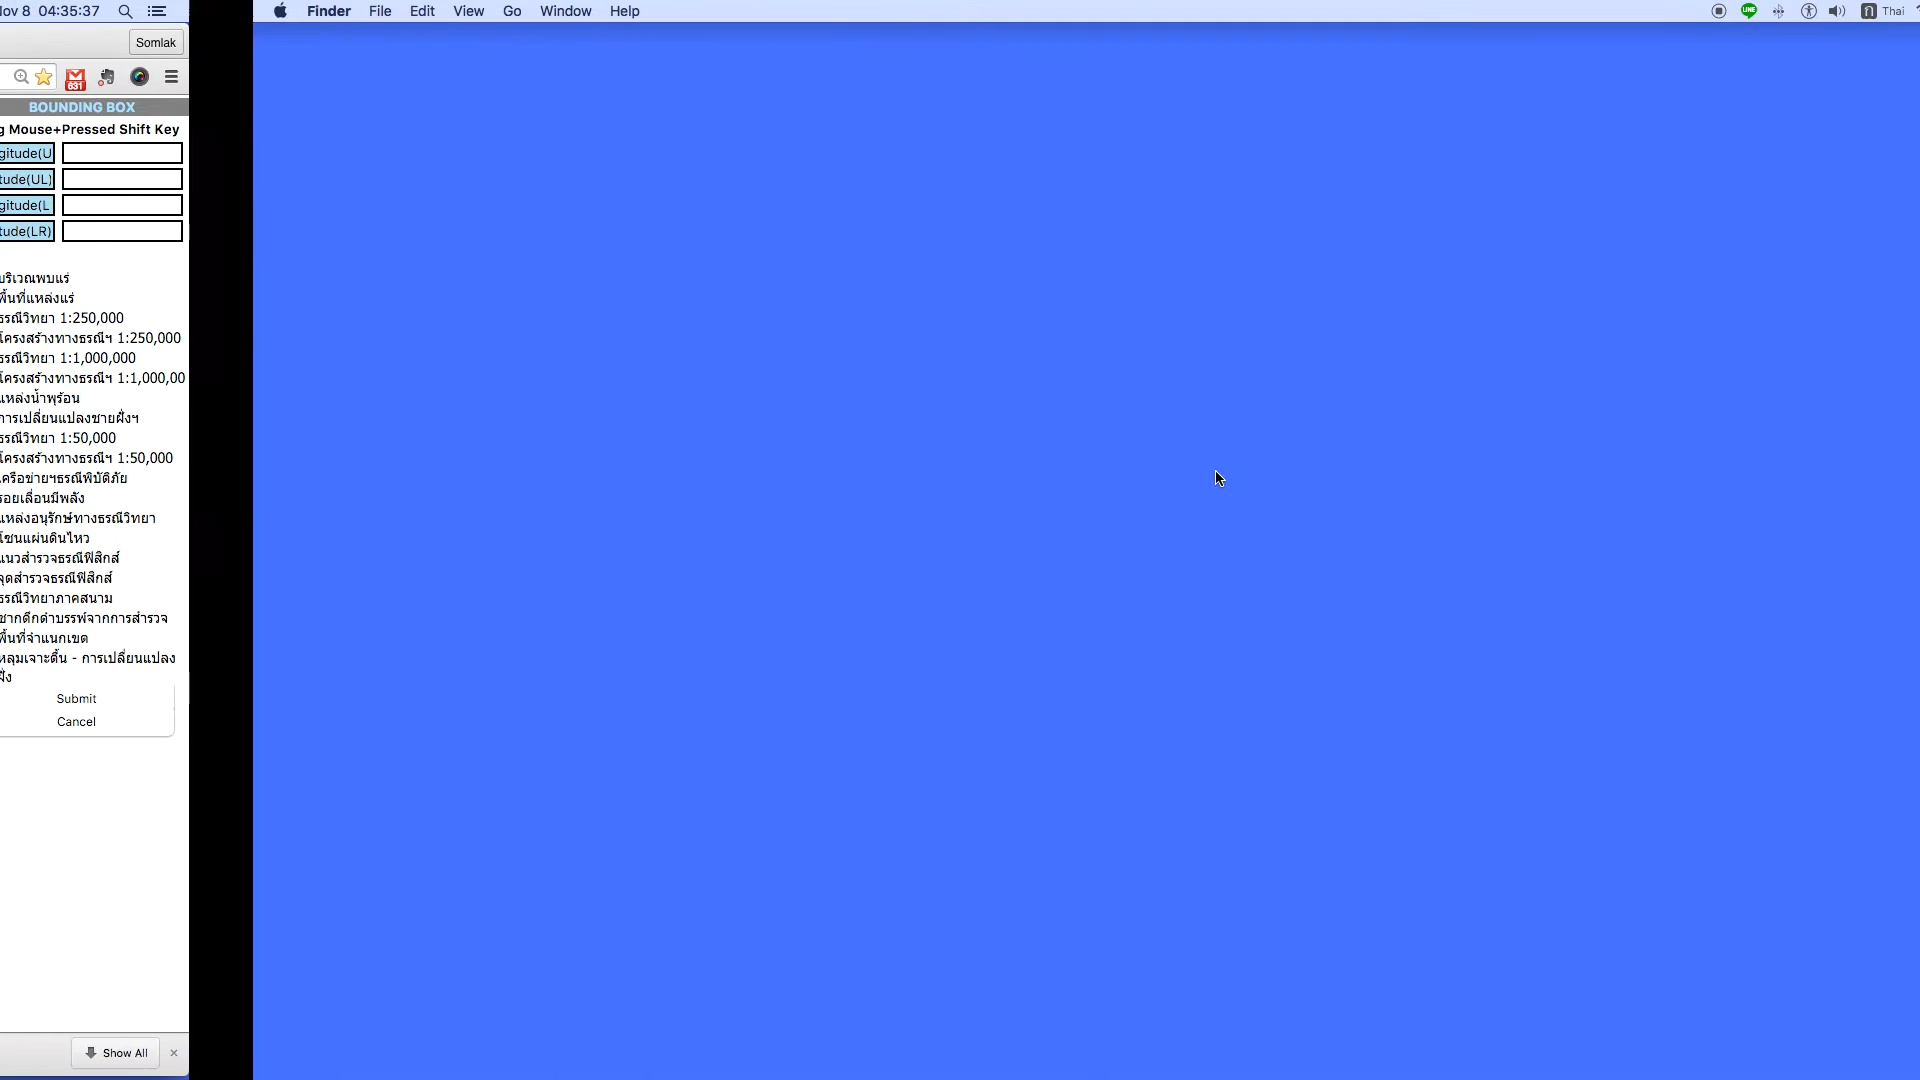 Nov 8 04:35:37
Finder File Edit View Go Window Help
LINE
ก Thai
Somlak
631
BOUNDING BOX
g Mouse+Pressed Shift Key
gitude(U
tude(UL)
gitude(L
tude(LR)
บริเวณพบแร่
พื้นที่แหล่งแร่
ธรณีวิทยา 1:250,000
โครงสร้างทางธรณีฯ 1:250,000
ธรณีวิทยา 1:1,000,000
โครงสร้างทางธรณีฯ 1:1,000,00
แหล่งน้ำพุร้อน
การเปลี่ยนแปลงชายฝั่งฯ
ธรณีวิทยา 1:50,000
โครงสร้างทางธรณีฯ 1:50,000
เครือข่ายฯธรณีพิบัติภัย
รอยเลื่อนมีพลัง
แหล่งอนุรักษ์ทางธรณีวิทยา
โซนแผ่นดินไหว
แนวสำรวจธรณีฟิสิกส์
จุดสำรวจธรณีฟิสิกส์
ธรณีวิทยาภาคสนาม
ซากดึกดำบรรพ์จากการสำรวจ
พื้นที่จำแนกเขต
หลุมเจาะตื้น - การเปลี่ยนแปลง
ฝั่ง
Submit
Cancel
Show All